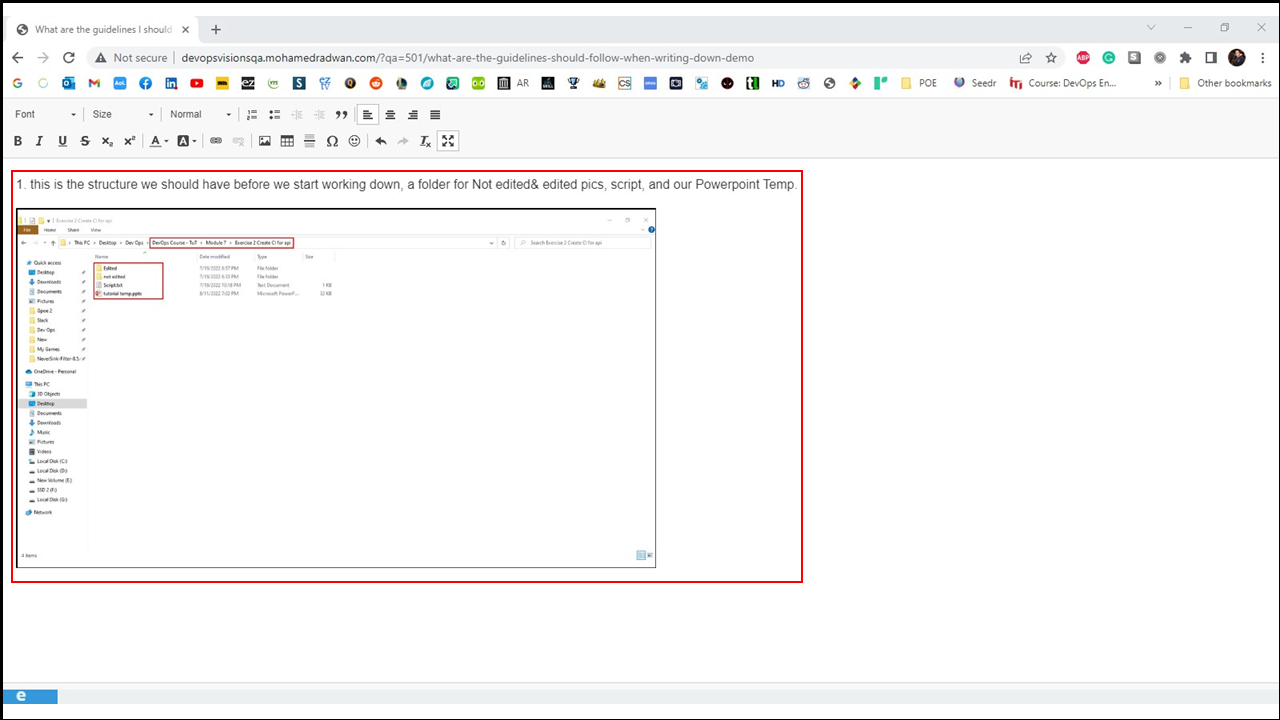 What are the guidelines I should
Not secure
devopsvisionsqa.mohamedradwan.com/?qa=501/what-are-the-guidelines-should-follow-when-writing-down-demo
AR
POE
Seedr
Course: DevOps En...
Other bookmarks
Font
Size
Normal
1. this is the structure we should have before we start working down, a folder for Not edited& edited pics, script, and our Powerpoint Temp.
Exercise 2 Create CI for api
File Home Share View
This PC > Desktop > Dev Ops > DevOps Course - TuT > Module 7 > Exercise 2 Create CI for api
Search Exercise 2 Create CI for api
Name Date modified Type Size
Edited 7/19/2022 6:57 PM File folder
not edited 7/19/2022 6:53 PM File folder
Script.txt 7/19/2022 10:18 PM Text Document 1 KB
tutorial temp.pptx 8/11/2022 7:02 PM Microsoft PowerP... 32 KB
Quick access
Desktop
Downloads
Documents
Pictures
Slack
Dev Ops
New
My Games
NeverSink-Filter-8.5.
OneDrive - Personal
This PC
3D Objects
Desktop
Documents
Downloads
Music
Pictures
Videos
Local Disk (C:)
Local Disk (D:)
New Volume (E:)
SSD 2 (F:)
Local Disk (G:)
Network
4 items